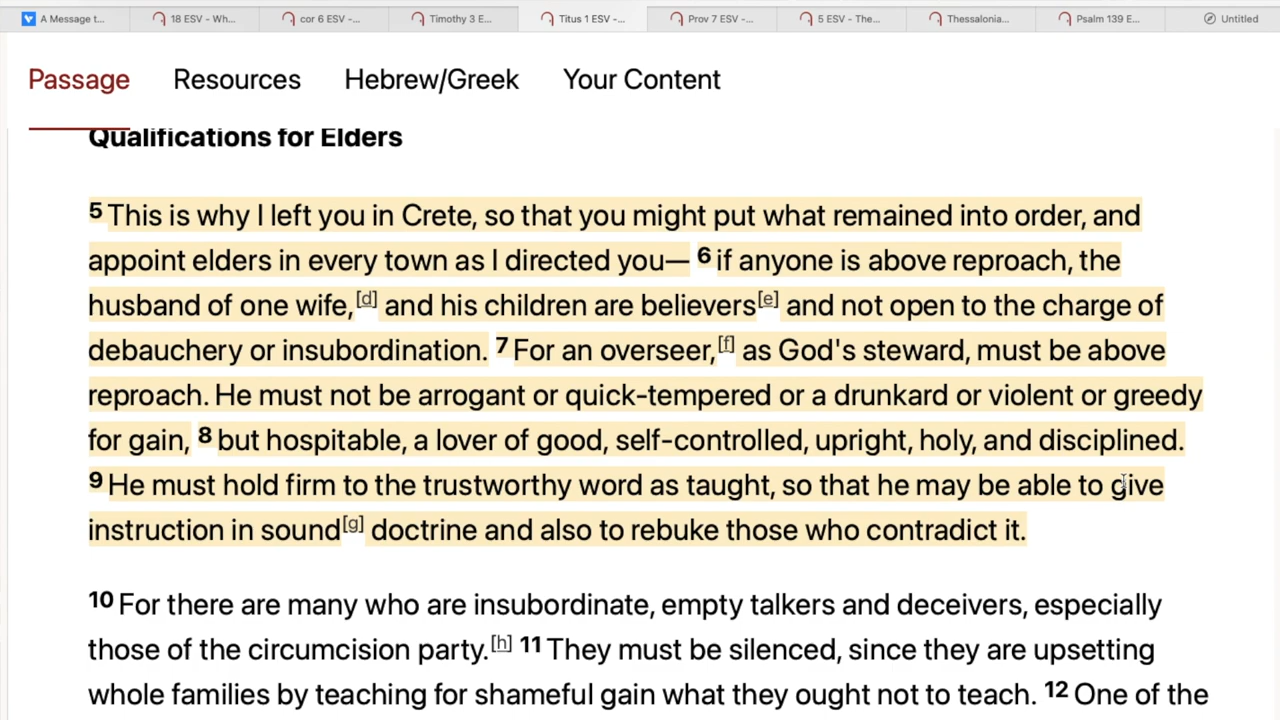 A Message t...
18 ESV - Wh...
cor 6 ESV -...
Timothy 3 E...
Titus 1 ESV -...
Prov 7 ESV -...
5 ESV - The...
Thessalonia...
Psalm 139 E...
Untitled
Passage Resources Hebrew/Greek Your Content
Qualifications for Elders
5 This is why I left you in Crete, so that you might put what remained into order, and
appoint elders in every town as I directed you— 6 if anyone is above reproach, the
husband of one wife,[d] and his children are believers[e] and not open to the charge of
debauchery or insubordination. 7 For an overseer,[f] as God's steward, must be above
reproach. He must not be arrogant or quick-tempered or a drunkard or violent or greedy
for gain, 8 but hospitable, a lover of good, self-controlled, upright, holy, and disciplined.
9 He must hold firm to the trustworthy word as taught, so that he may be able to give
instruction in sound[g] doctrine and also to rebuke those who contradict it.
10 For there are many who are insubordinate, empty talkers and deceivers, especially
those of the circumcision party.[h] 11 They must be silenced, since they are upsetting
whole families by teaching for shameful gain what they ought not to teach. 12 One of the